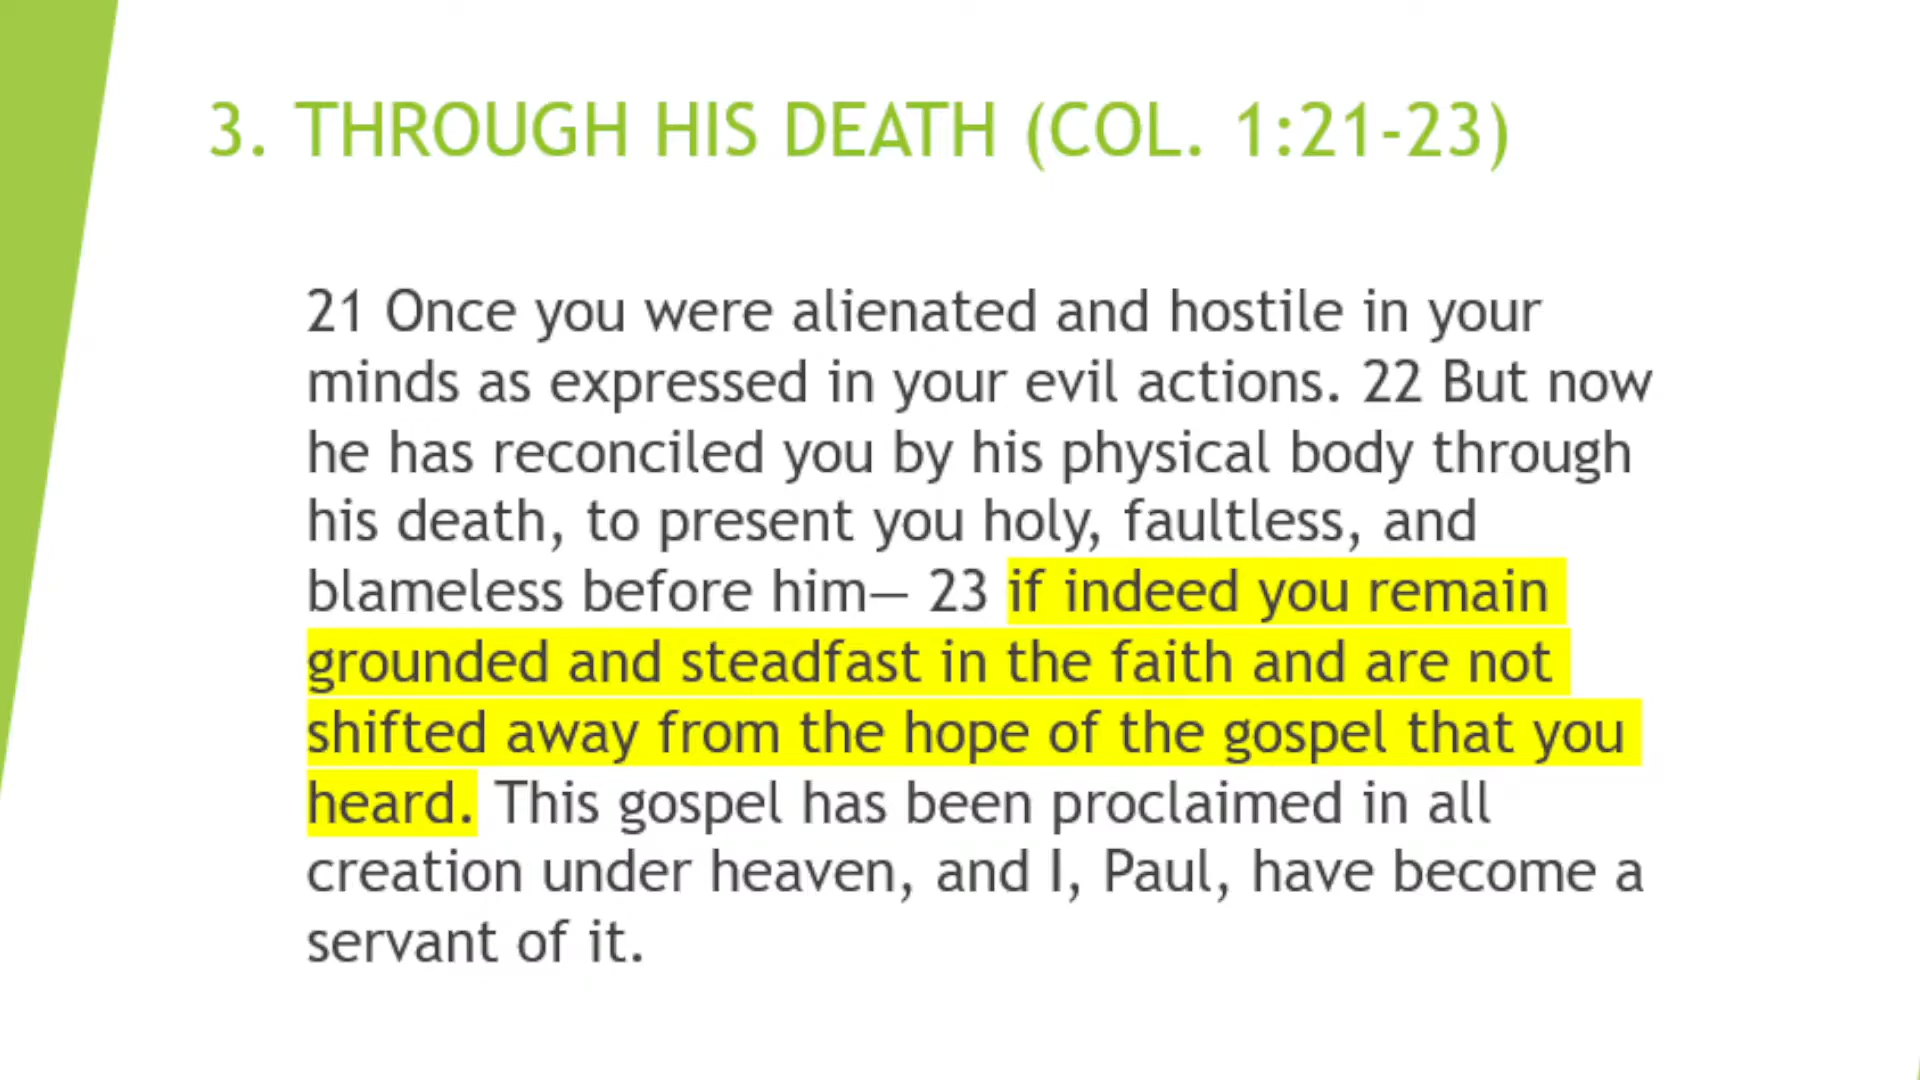 3. THROUGH HIS DEATH (COL. 1:21-23)
21 Once you were alienated and hostile in your
minds as expressed in your evil actions. 22 But now
he has reconciled you by his physical body through
his death, to present you holy, faultless, and
blameless before him— 23 if indeed you remain
grounded and steadfast in the faith and are not
shifted away from the hope of the gospel that you
heard. This gospel has been proclaimed in all
creation under heaven, and I, Paul, have become a
servant of it.